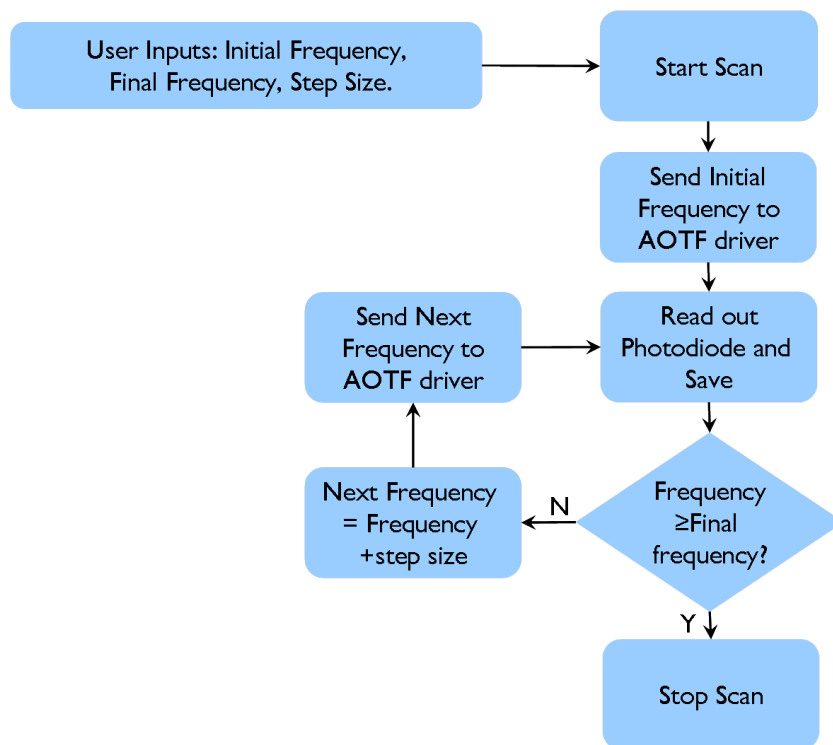 User Inputs: Initial Frequency,
Final Frequency, Step Size.
Start Scan
Send Initial
Frequency to
AOTF driver
Send Next
Frequency to
AOTF driver
Read out
Photodiode and
Save
Next Frequency
= Frequency
+step size
N
Frequency
≥Final
frequency?
Y
Stop Scan